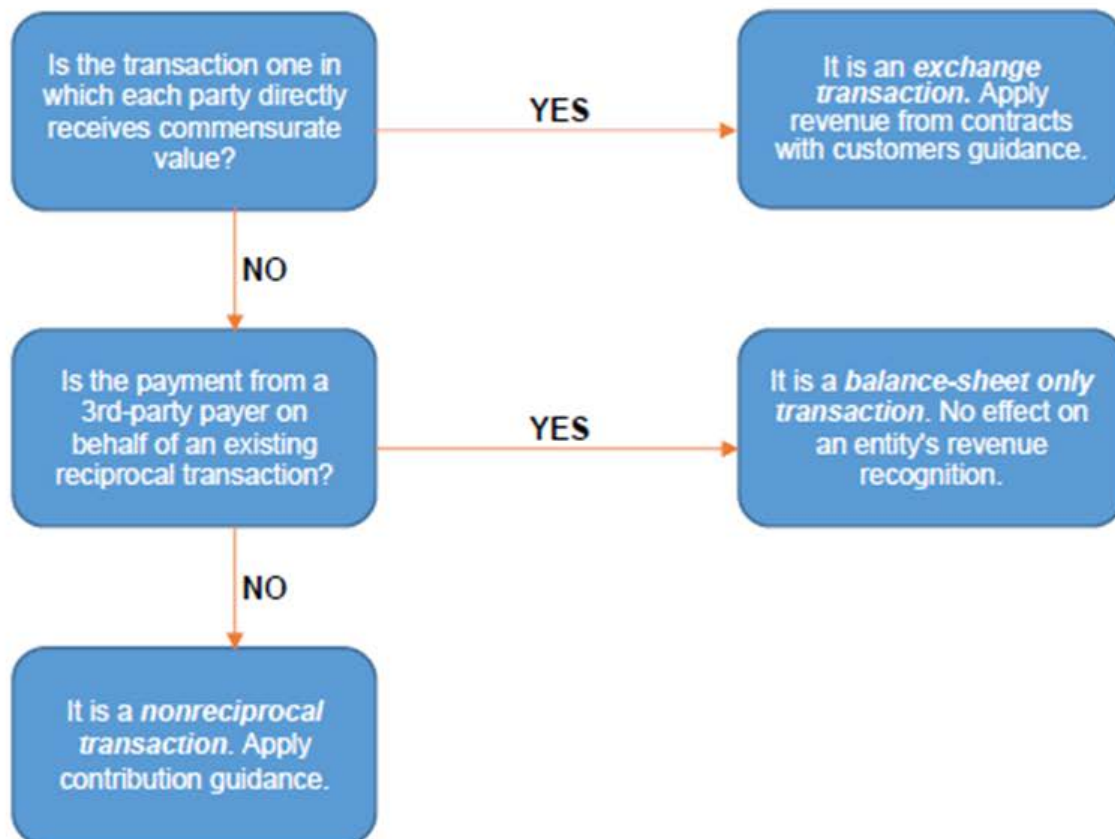 Is the transaction one in
which each party directly
receives commensurate
value?
YES
It is an exchange
transaction. Apply
revenue from contracts
with customers guidance.
NO
Is the payment from a
3rd-party payer on
behalf of an existing
reciprocal transaction?
YES
It is a balance-sheet only
transaction. No effect on
an entity's revenue
recognition.
NO
It is a nonreciprocal
transaction. Apply
contribution guidance.